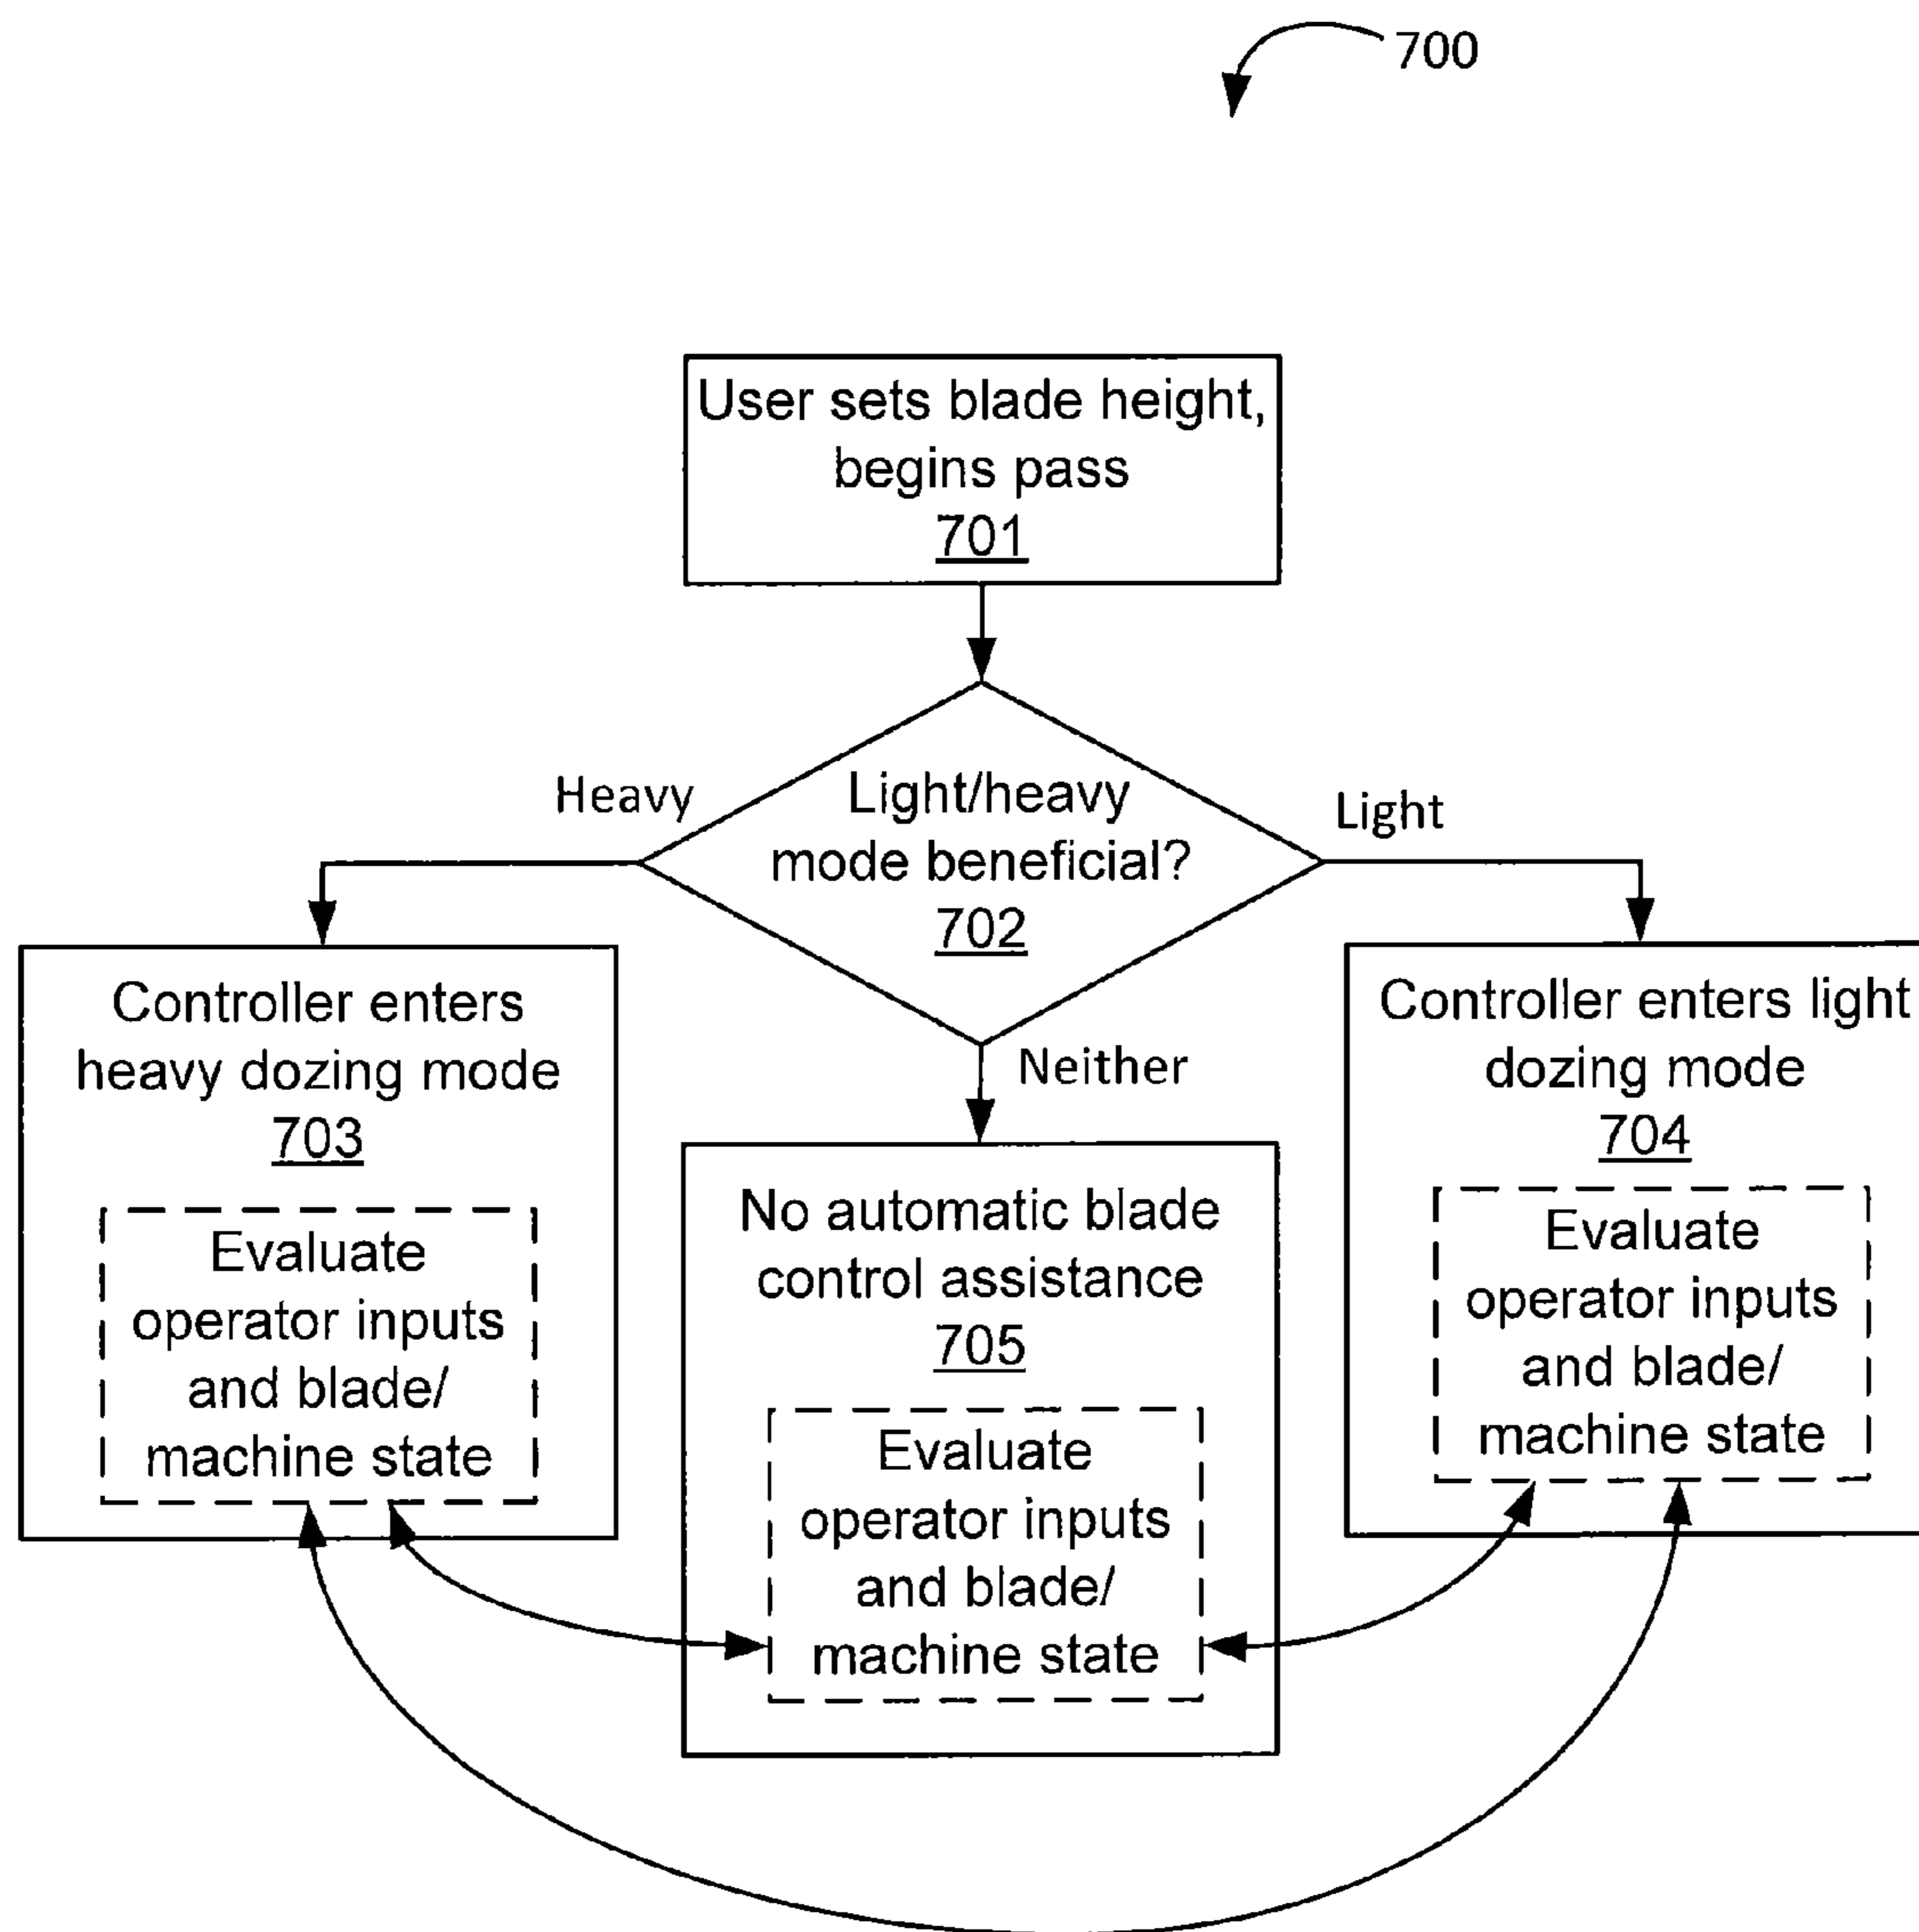 700
User sets blade height,
begins pass
701
Light/heavy
mode beneficial?
702
Heavy
Light
Neither
Controller enters
heavy dozing mode
703
Evaluate
operator inputs
and blade/
machine state
No automatic blade
control assistance
705
Evaluate
operator inputs
and blade/
machine state
Controller enters light
dozing mode
704
Evaluate
operator inputs
and blade/
machine state